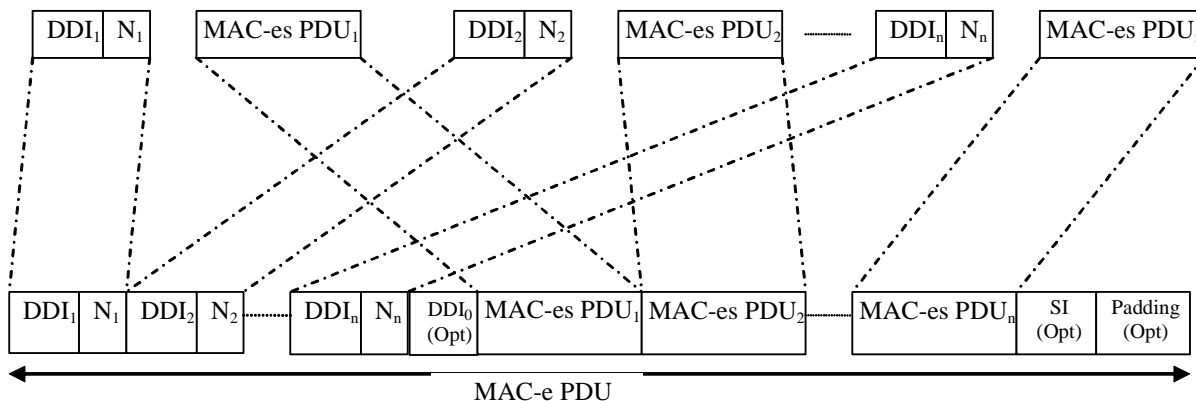 DDI₁ N₁ MAC-es PDU₁ DDI₂ N₂ MAC-es PDU₂ DDIₙ Nₙ MAC-es PDU
DDI₁ N₁ DDI₂ N₂ DDIₙ Nₙ DDI₀ (Opt) MAC-es PDU₁ MAC-es PDU₂ MAC-es PDUₙ SI (Opt) Padding (Opt)
MAC-e PDU